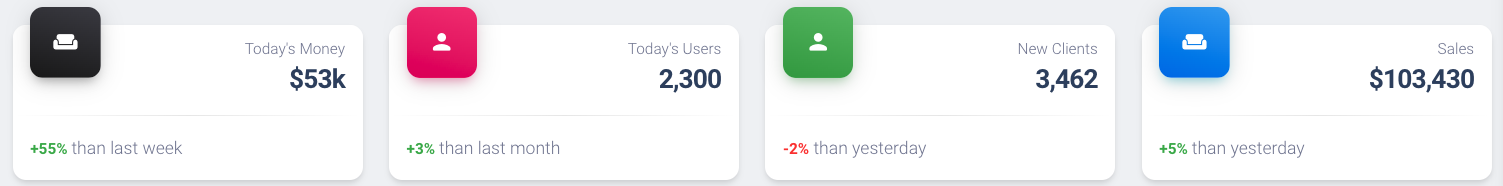 Today's Money
$53k
+55% than last week
Today's Users
2,300
+3% than last month
New Clients
3,462
-2% than yesterday
Sales
$103,430
+5% than yesterday